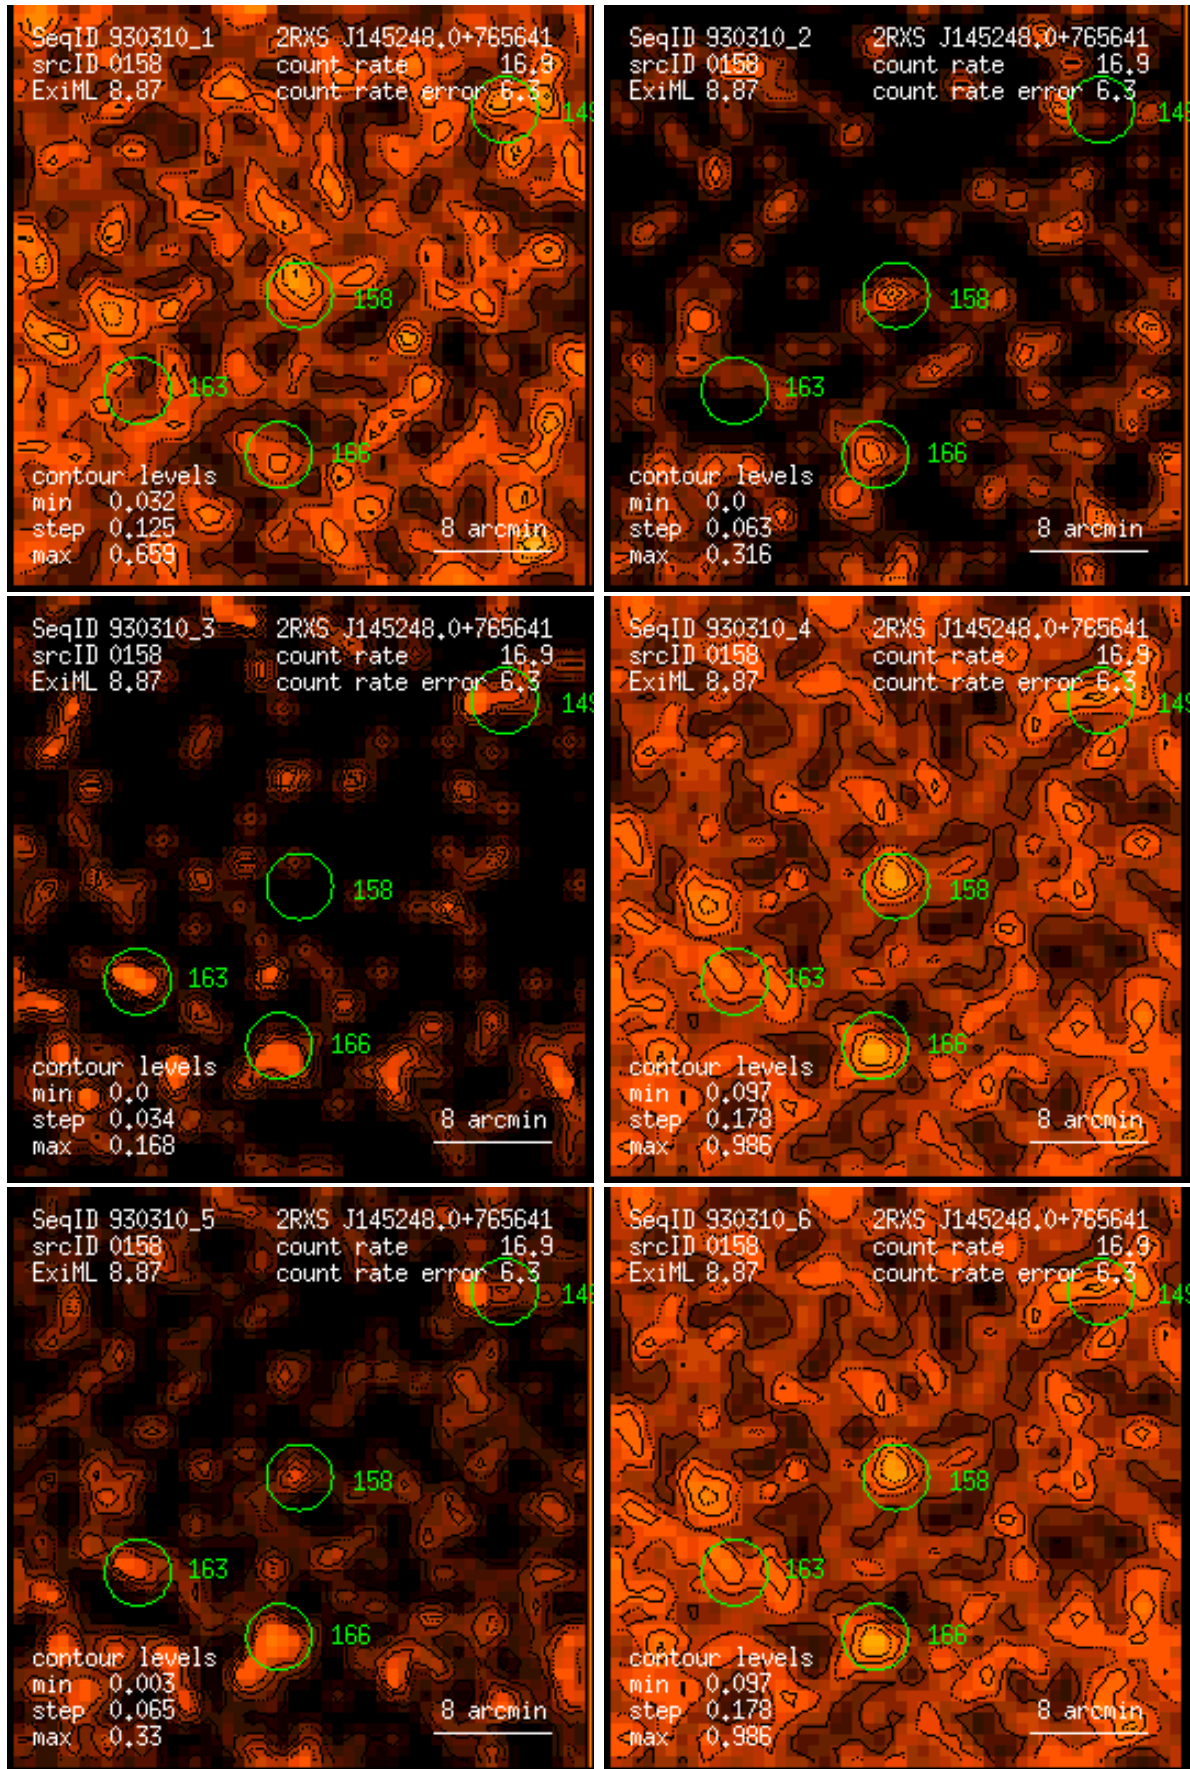 SeqID 930310_1 2RXS J145248.0+765641
srcID 0158 count rate 16.9
ExiML 8.87 count rate error 6.3
149
158
163
166
contour levels
min 0.032
step 0.125 8 arcmin
max 0.659
SeqID 930310_2 2RXS J145248.0+765641
srcID 0158 count rate 16.9
ExiML 8.87 count rate error 6.3
149
158
163
166
contour levels
min 0.0
step 0.063 8 arcmin
max 0.316
SeqID 930310_3 2RXS J145248.0+765641
srcID 0158 count rate 16.9
ExiML 8.87 count rate error 6.3
149
158
163
166
contour levels
min 0.0
step 0.034 8 arcmin
max 0.168
SeqID 930310_4 2RXS J145248.0+765641
srcID 0158 count rate 16.9
ExiML 8.87 count rate error 6.3
149
158
163
166
contour levels
min 0.097
step 0.178 8 arcmin
max 0.986
SeqID 930310_5 2RXS J145248.0+765641
srcID 0158 count rate 16.9
ExiML 8.87 count rate error 6.3
149
158
163
166
contour levels
min 0.003
step 0.065 8 arcmin
max 0.33
SeqID 930310_6 2RXS J145248.0+765641
srcID 0158 count rate 16.9
ExiML 8.87 count rate error 6.3
149
158
163
166
contour levels
min 0.097
step 0.178 8 arcmin
max 0.986